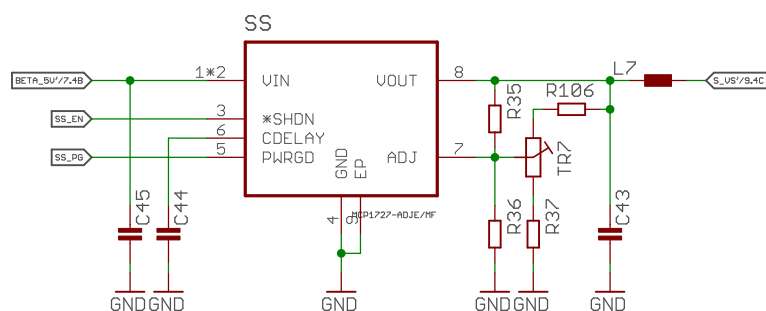 SS
1*2 VIN VOUT 8
BETA_5V'/7.4B
L7
S_VS'/9.4C
R106
R35
SS_EN
3 *SHDN
6 CDELAY
SS_PG
5 PWRGD ADJ 7
TR7
GND
EP
C45
C44
4
9
MCP1727-ADJE/MF
R36
R37
C43
GND GND GND GND GND GND